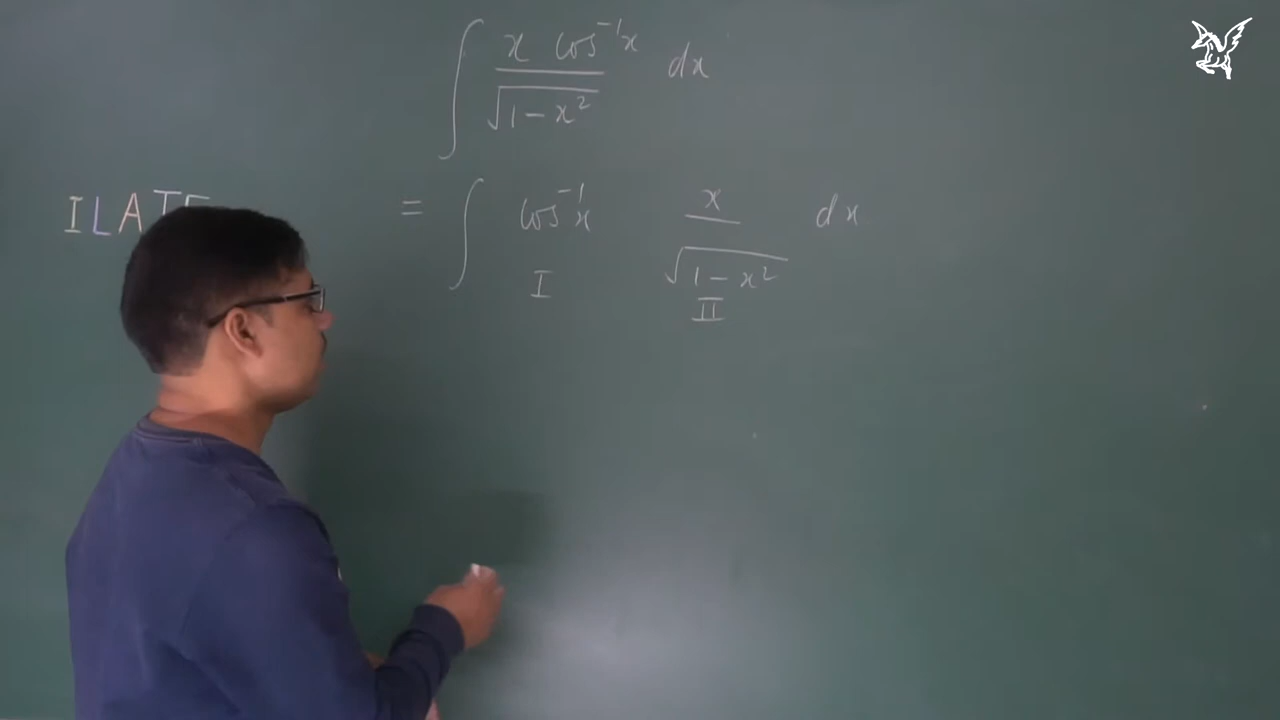 ∫ x cos⁻¹x / √(1-x²) dx
ILATE
= ∫ cos⁻¹x x/√(1-x²) dx
I II